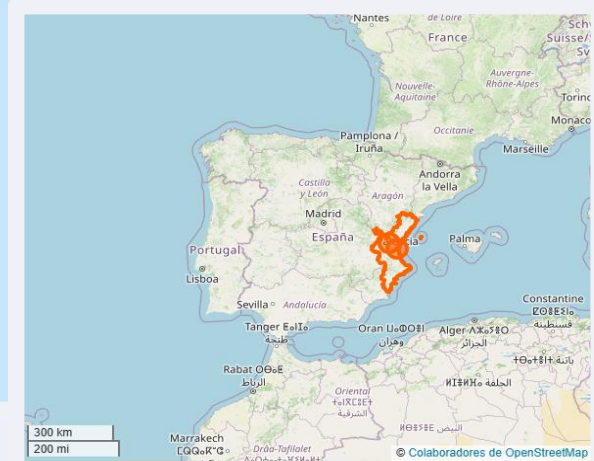 Nantes
de Loire
France
Schw
Suisse/S
Sv
Auvergne-
Rhône-Alpes
Nouvelle-
Aquitaine
Torino
Occitanie
Monaco
Pamplona /
Iruña
Marseille
Andorra
la Vella
Castilla
y León
Aragón
Madrid
España
Palma
Portugal
Lisboa
Sevilla
Andalucía
Constantine
قسنطينة
Tanger
طنجة
Oran
وهران
Alger
الجزائر
باتنة
Rabat
الرباط
Oriental
الشرقية
الجلفة
البيض
Marrakech
Drâa-Tafilalet
300 km
200 mi
© Colaboradores de OpenStreetMap